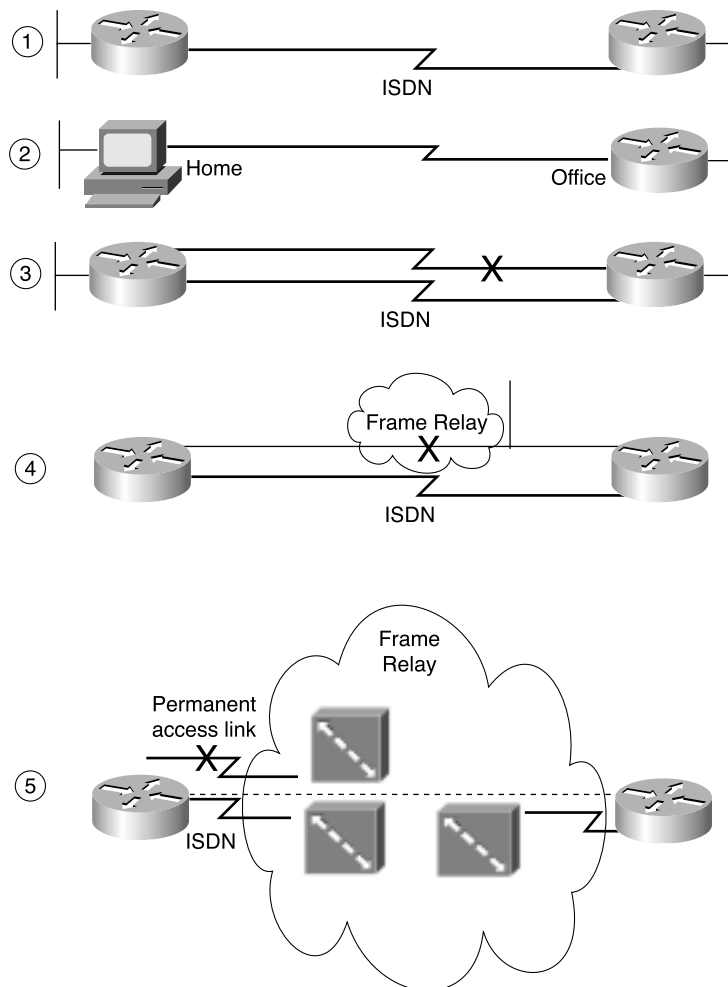 1
ISDN
2
Home
Office
3
X
ISDN
Frame Relay
X
4
ISDN
Frame
Relay
Permanent
access link
X
5
ISDN